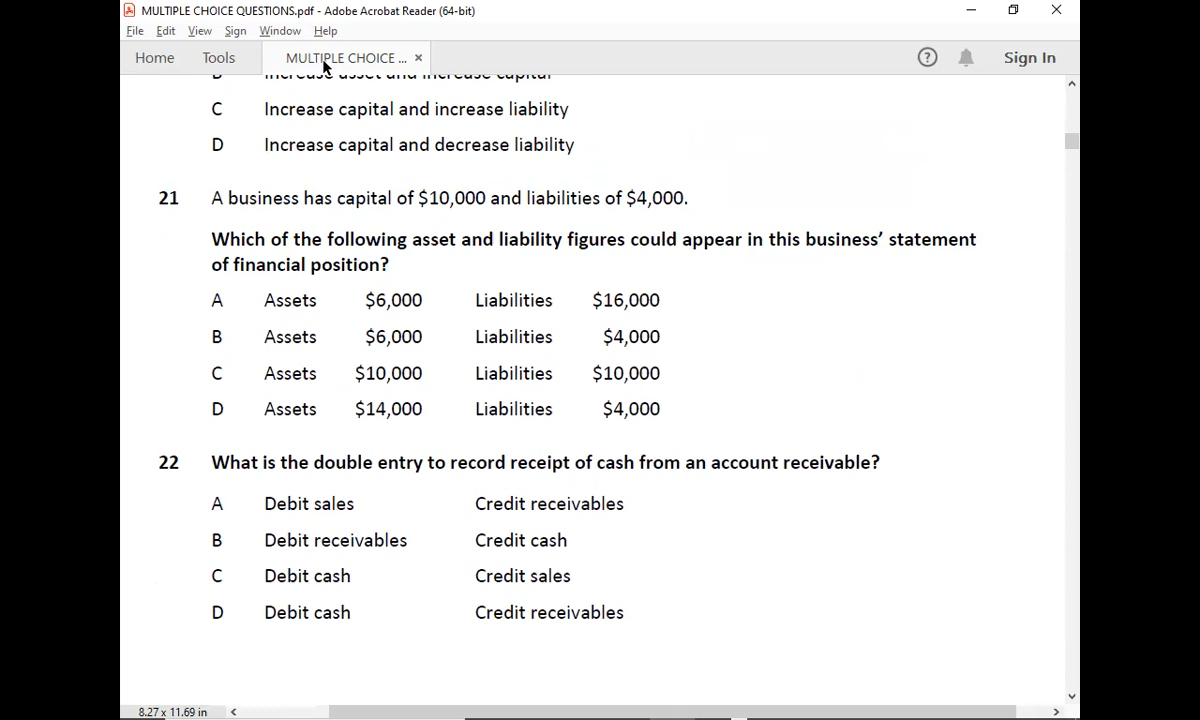 MULTIPLE CHOICE QUESTIONS.pdf - Adobe Acrobat Reader (64-bit)
File Edit View Sign Window Help
Home Tools MULTIPLE CHOICE ... × Sign In
B Increase asset and increase capital
C Increase capital and increase liability
D Increase capital and decrease liability
21 A business has capital of $10,000 and liabilities of $4,000.
Which of the following asset and liability figures could appear in this business’ statement
of financial position?
A Assets $6,000 Liabilities $16,000
B Assets $6,000 Liabilities $4,000
C Assets $10,000 Liabilities $10,000
D Assets $14,000 Liabilities $4,000
22 What is the double entry to record receipt of cash from an account receivable?
A Debit sales Credit receivables
B Debit receivables Credit cash
C Debit cash Credit sales
D Debit cash Credit receivables
8.27 x 11.69 in